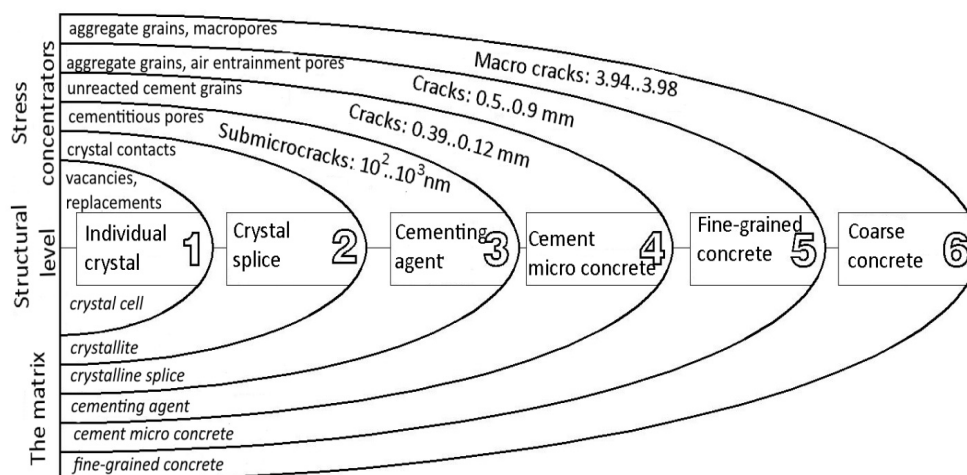 Stress
concentrators
Structural
level
The matrix
aggregate grains, macropores
aggregate grains, air entrainment pores
unreacted cement grains
cementitious pores
crystal contacts
vacancies,
replacements
Macro cracks: 3.94..3.98
Cracks: 0.5..0.9 mm
Cracks: 0.39..0.12 mm
Submicrocracks: 10²..10³nm
Individual
crystal
1
Crystal
splice
2
Cementing
agent
3
Cement
micro concrete
4
Fine-grained
concrete
5
Coarse
concrete
6
crystal cell
crystallite
crystalline splice
cementing agent
cement micro concrete
fine-grained concrete